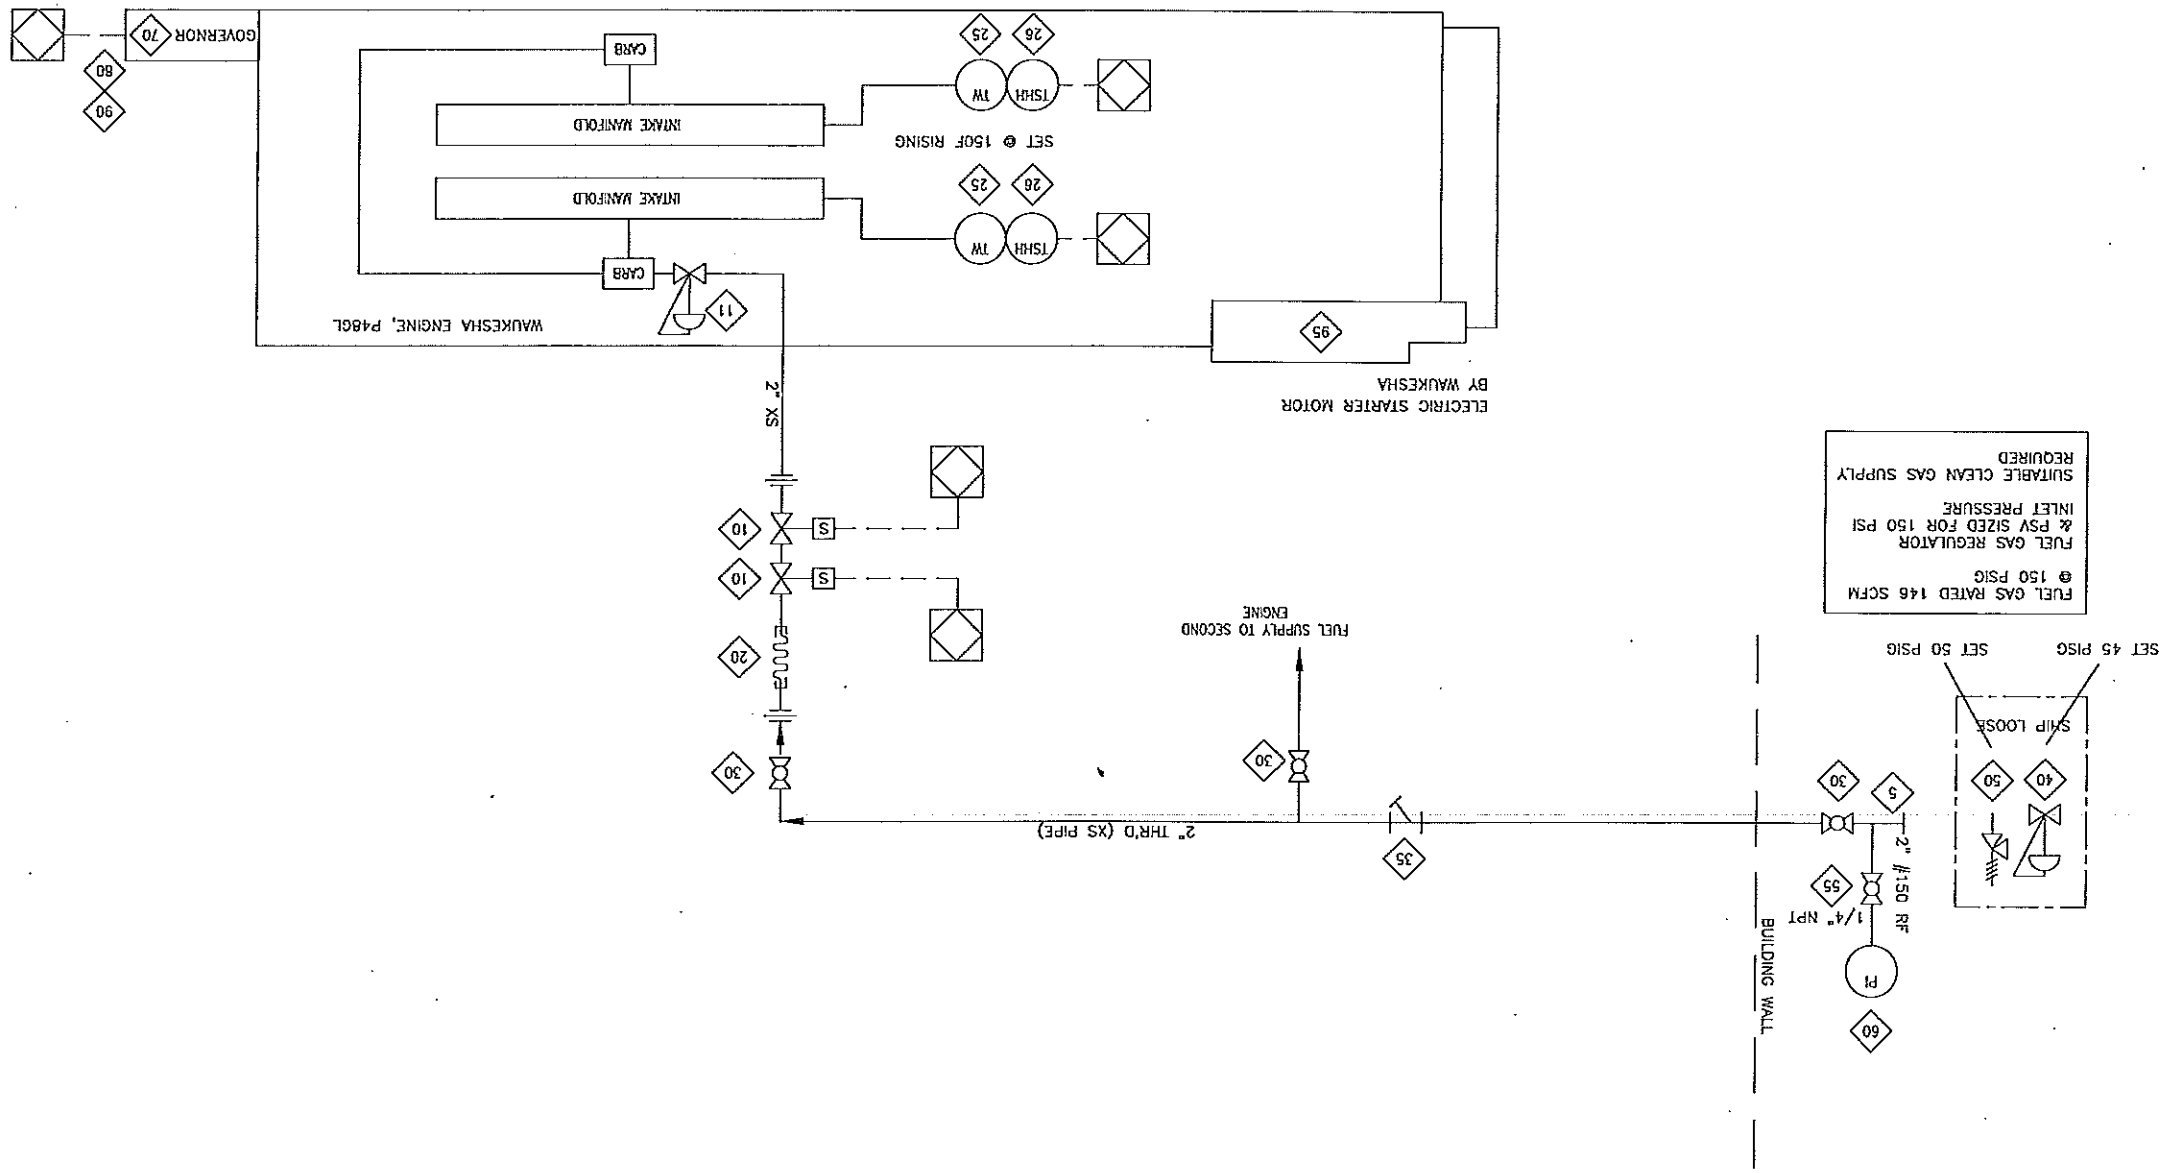 60
PI
BUILDING WALL
1/4" NPT
55
2" #150 RF
5
30
40
50
SHIP LOOSE
SET 45 PISG
SET 50 PSIG
35
2" THR'D (XS PIPE)
30
30
FUEL SUPPLY TO SECOND
ENGINE
FUEL GAS RATED 146 SCFM
@ 150 PSIG
FUEL GAS REGULATOR
& PSV SIZED FOR 150 PSI
INLET PRESSURE
SUITABLE CLEAN GAS SUPPLY
REQUIRED
20
S
10
S
10
2" XS
ELECTRIC STARTER MOTOR
BY WAUKESHA
95
11
WAUKESHA ENGINE, P48GL
CARB
TSHH
TW
26
25
INTAKE MANIFOLD
SET @ 150F RISING
INTAKE MANIFOLD
TSHH
TW
26
25
CARB
90
80
GOVERNOR
70